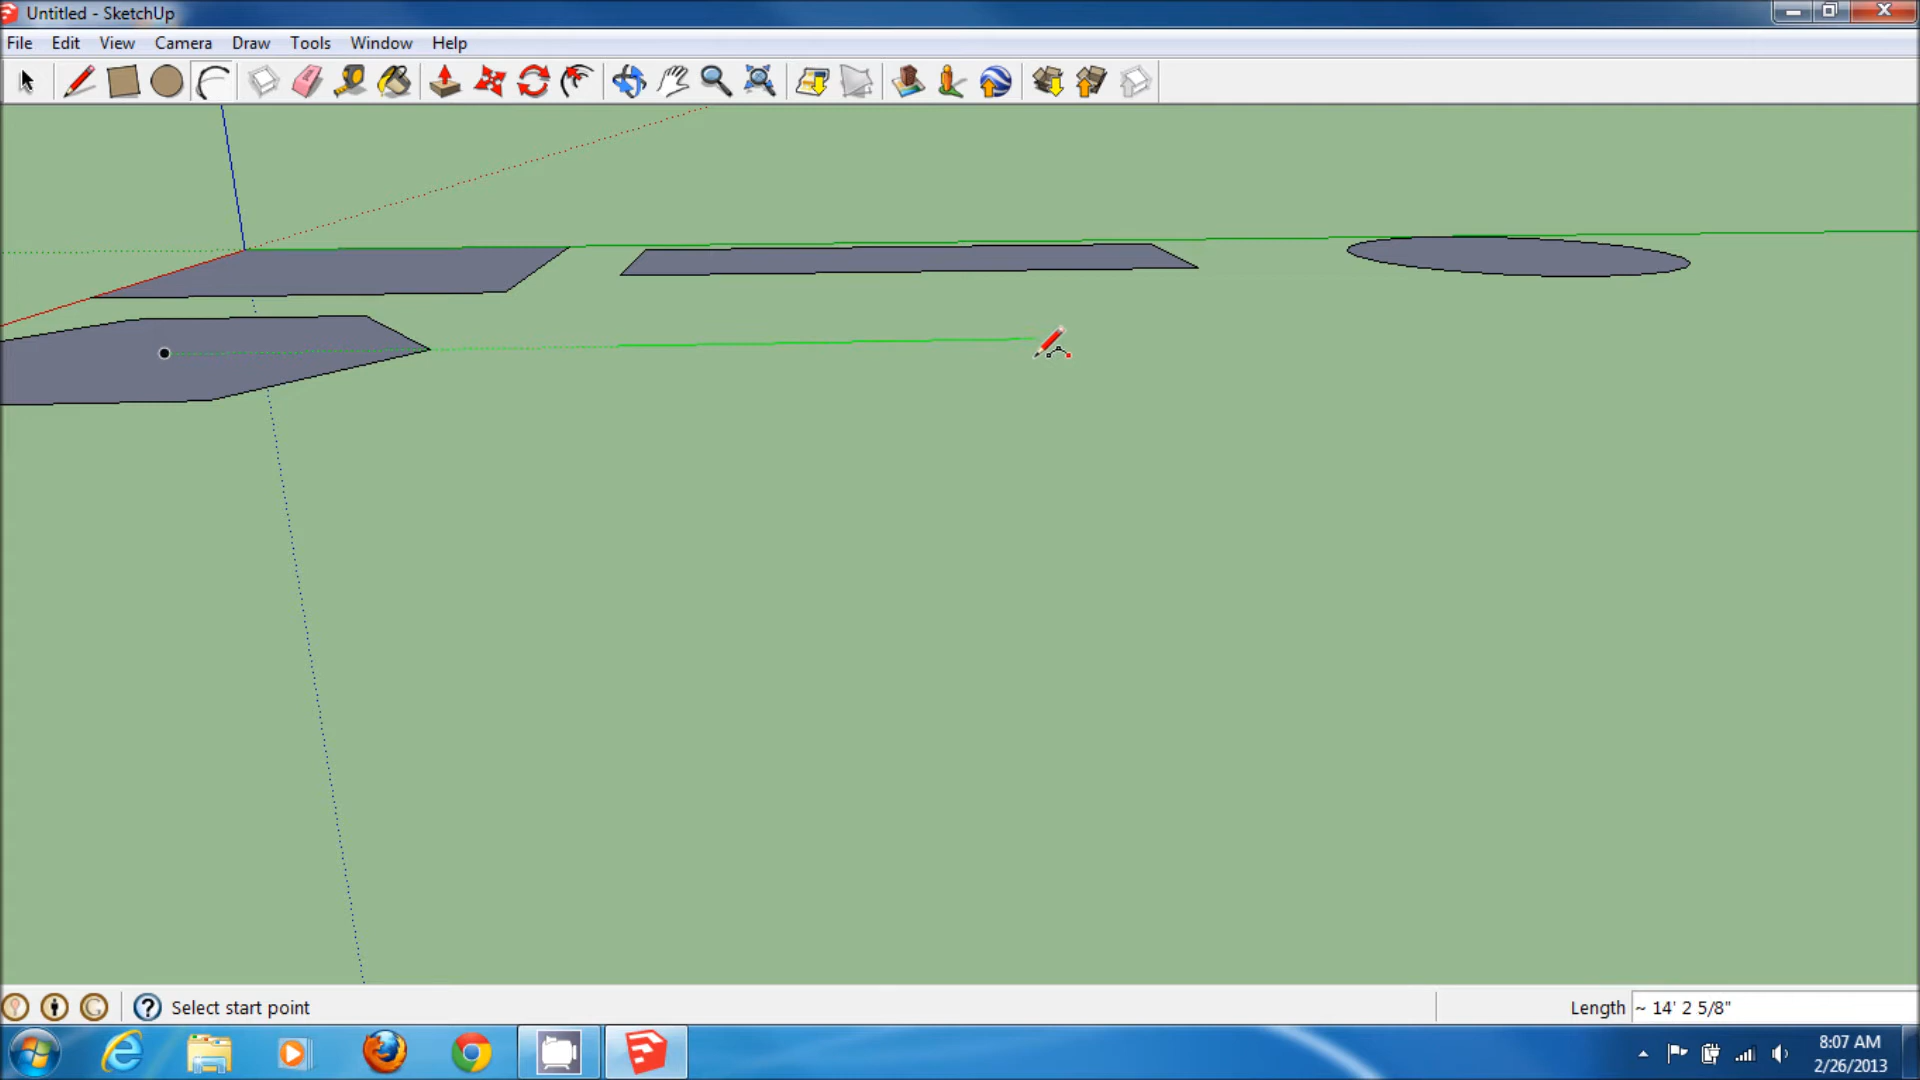 Untitled - SketchUp
File Edit View Camera Draw Tools Window Help
Select start point
Length ~ 14' 2 5/8"
8:07 AM
2/26/2013